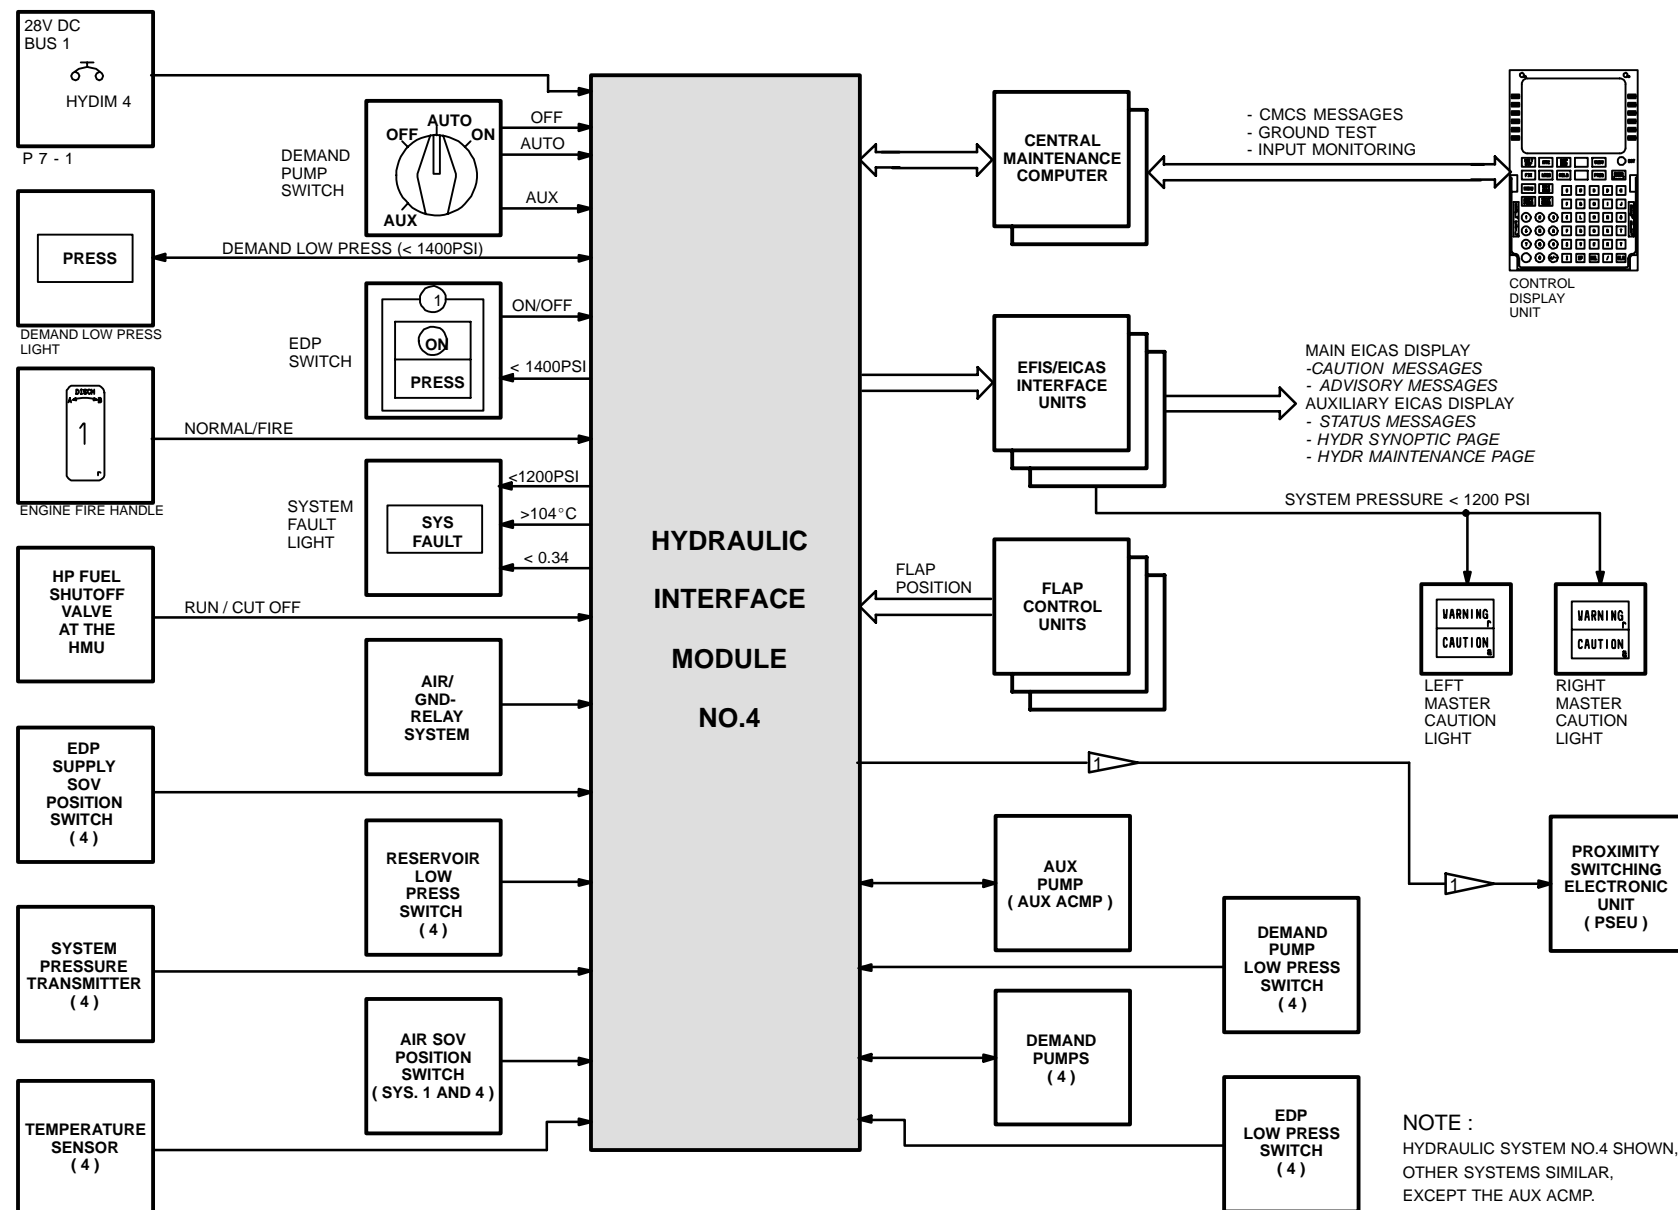 28V DC
BUS 1
HYDIM 4
P 7 - 1
DEMAND
PUMP
SWITCH
OFF
AUTO
ON
AUX
OFF
AUTO
AUX
PRESS
DEMAND LOW PRESS (< 1400PSI)
DEMAND LOW PRESS
LIGHT
EDP
SWITCH
1
ON
PRESS
ON/OFF
< 1400PSI
DISCH
A B
1
NORMAL/FIRE
ENGINE FIRE HANDLE
SYSTEM
FAULT
LIGHT
SYS
FAULT
<1200PSI
>104°C
< 0.34
HP FUEL
SHUTOFF
VALVE
AT THE
HMU
RUN / CUT OFF
AIR/
GND-
RELAY
SYSTEM
EDP
SUPPLY
SOV
POSITION
SWITCH
( 4 )
RESERVOIR
LOW
PRESS
SWITCH
( 4 )
SYSTEM
PRESSURE
TRANSMITTER
( 4 )
AIR SOV
POSITION
SWITCH
( SYS. 1 AND 4 )
TEMPERATURE
SENSOR
( 4 )
HYDRAULIC
INTERFACE
MODULE
NO.4
CENTRAL
MAINTENANCE
COMPUTER
- CMCS MESSAGES
- GROUND TEST
- INPUT MONITORING
CONTROL
DISPLAY
UNIT
EFIS/EICAS
INTERFACE
UNITS
MAIN EICAS DISPLAY
-CAUTION MESSAGES
- ADVISORY MESSAGES
AUXILIARY EICAS DISPLAY
- STATUS MESSAGES
- HYDR SYNOPTIC PAGE
- HYDR MAINTENANCE PAGE
SYSTEM PRESSURE < 1200 PSI
FLAP
POSITION
FLAP
CONTROL
UNITS
WARNING
CAUTION
LEFT
MASTER
CAUTION
LIGHT
WARNING
CAUTION
RIGHT
MASTER
CAUTION
LIGHT
1
1
PROXIMITY
SWITCHING
ELECTRONIC
UNIT
( PSEU )
AUX
PUMP
( AUX ACMP )
DEMAND
PUMP
LOW PRESS
SWITCH
( 4 )
DEMAND
PUMPS
( 4 )
EDP
LOW PRESS
SWITCH
( 4 )
NOTE :
HYDRAULIC SYSTEM NO.4 SHOWN,
OTHER SYSTEMS SIMILAR,
EXCEPT THE AUX ACMP.